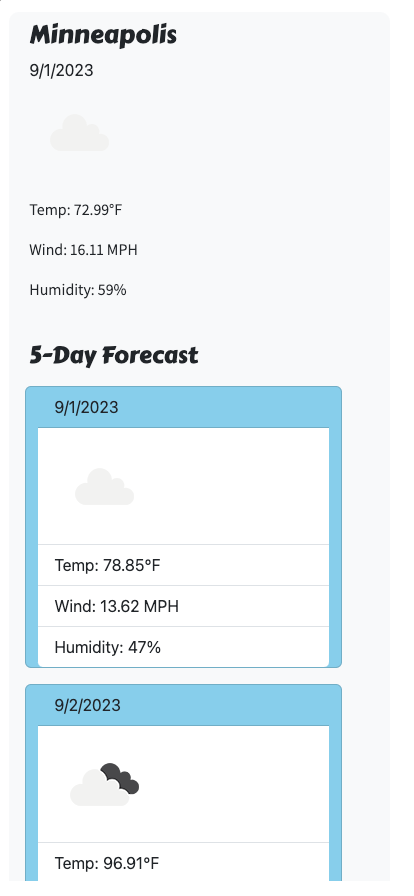 Minneapolis
9/1/2023
Temp: 72.99°F
Wind: 16.11 MPH
Humidity: 59%
5-Day Forecast
9/1/2023
Temp: 78.85°F
Wind: 13.62 MPH
Humidity: 47%
9/2/2023
Temp: 96.91°F